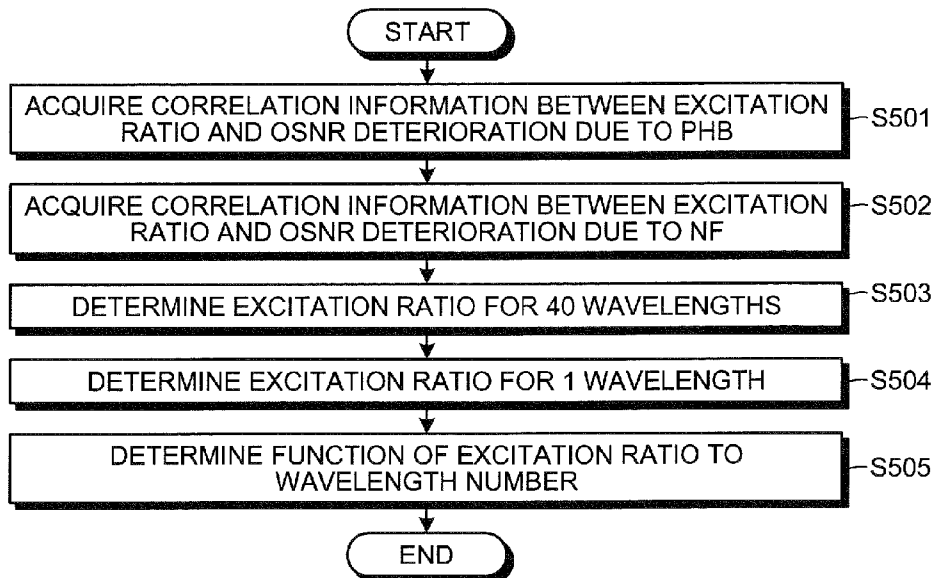 START
ACQUIRE CORRELATION INFORMATION BETWEEN EXCITATION
RATIO AND OSNR DETERIORATION DUE TO PHB
S501
ACQUIRE CORRELATION INFORMATION BETWEEN EXCITATION
RATIO AND OSNR DETERIORATION DUE TO NF
S502
DETERMINE EXCITATION RATIO FOR 40 WAVELENGTHS
S503
DETERMINE EXCITATION RATIO FOR 1 WAVELENGTH
S504
DETERMINE FUNCTION OF EXCITATION RATIO TO
WAVELENGTH NUMBER
S505
END